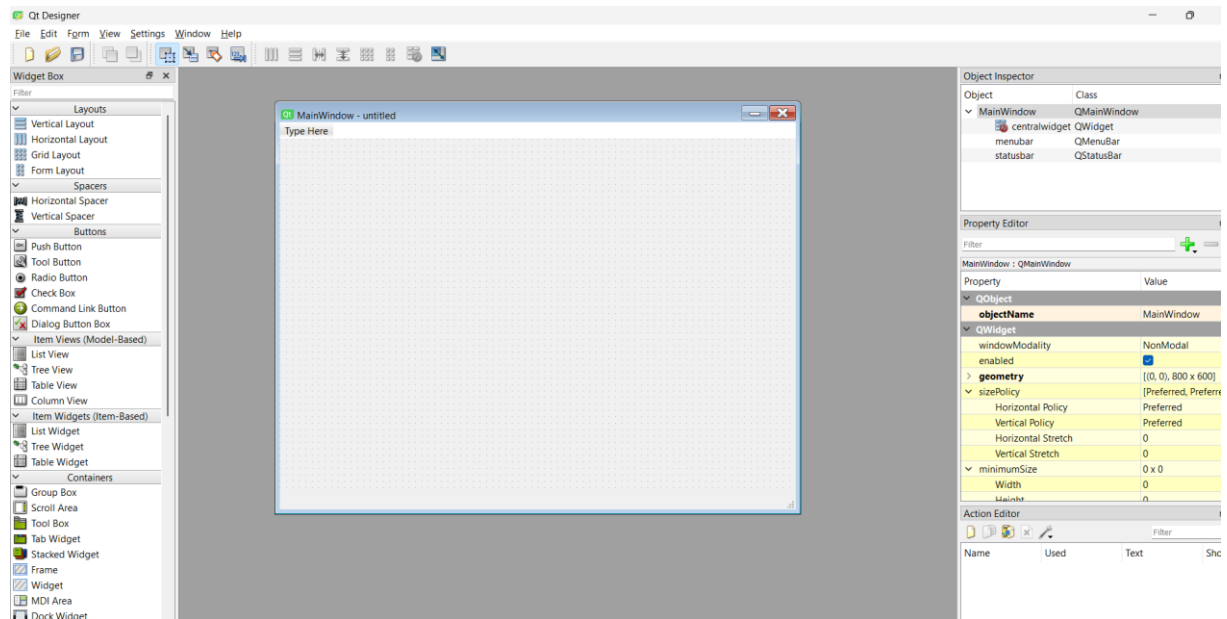 Qt Designer
File Edit Form View Settings Window Help
Widget Box
Filter
Layouts
Vertical Layout
Horizontal Layout
Grid Layout
Form Layout
Spacers
Horizontal Spacer
Vertical Spacer
Buttons
Push Button
Tool Button
Radio Button
Check Box
Command Link Button
Dialog Button Box
Item Views (Model-Based)
List View
Tree View
Table View
Column View
Item Widgets (Item-Based)
List Widget
Tree Widget
Table Widget
Containers
Group Box
Scroll Area
Tool Box
Tab Widget
Stacked Widget
Frame
Widget
MDI Area
Dock Widget
Qt MainWindow - untitled
Type Here
Object Inspector
Object Class
MainWindow QMainWindow
centralwidget QWidget
menubar QMenuBar
statusbar QStatusBar
Property Editor
Filter
MainWindow : QMainWindow
Property Value
QObject
objectName MainWindow
QWidget
windowModality NonModal
enabled
geometry [(0, 0), 800 x 600]
sizePolicy [Preferred, Preferre
Horizontal Policy Preferred
Vertical Policy Preferred
Horizontal Stretch 0
Vertical Stretch 0
minimumSize 0 x 0
Width 0
Height 0
Action Editor
Filter
Name Used Text Sho